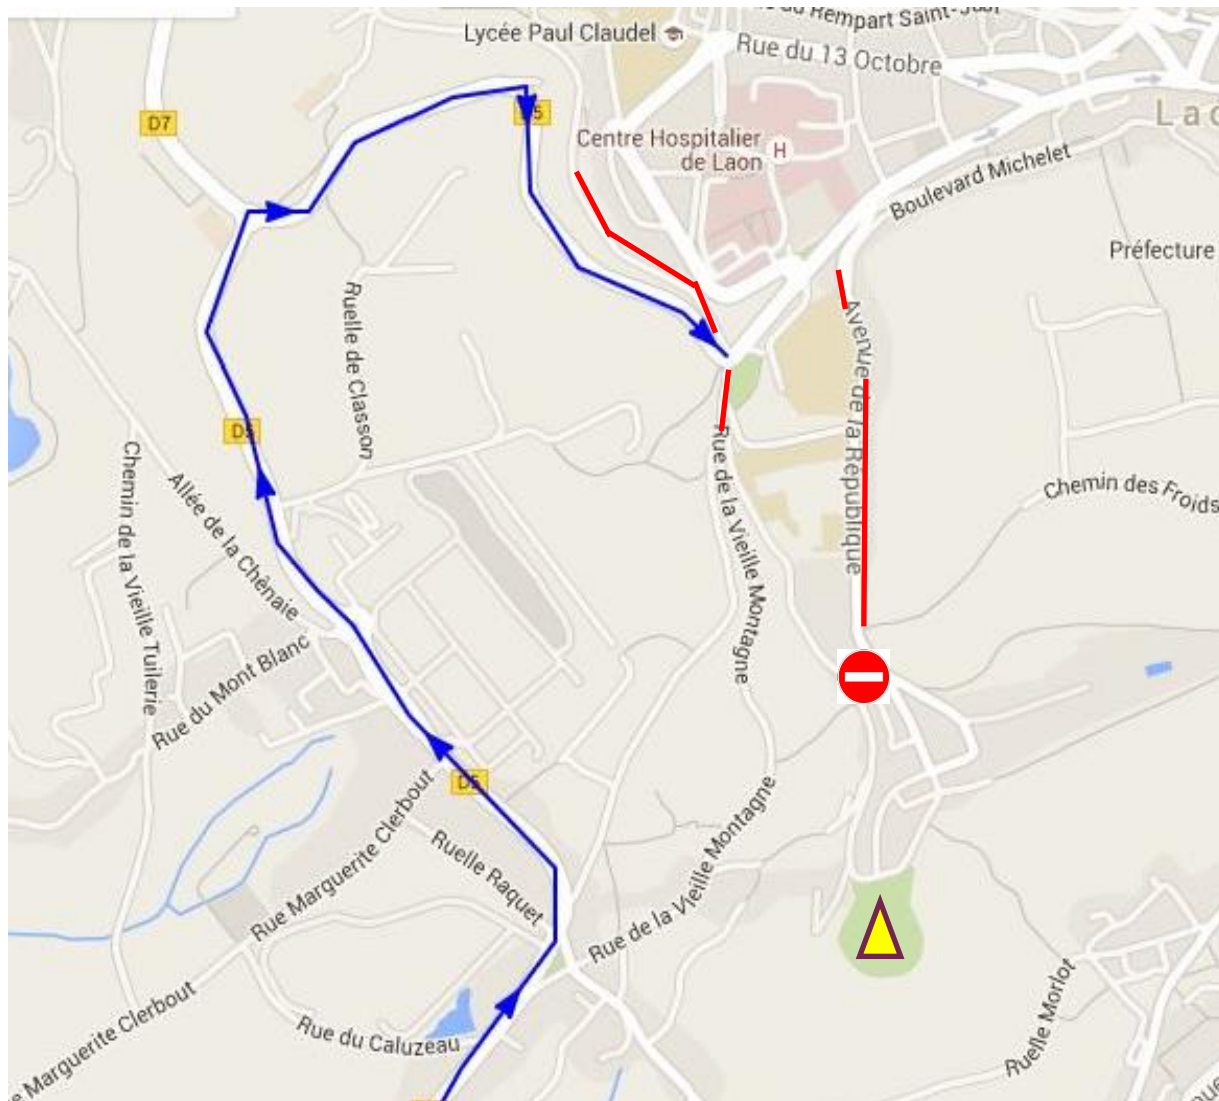 Rempart Saint-Just
Lycée Paul Claudel
Rue du 13 Octobre
D7
Centre Hospitalier
de Laon
H
Boulevard Michelet
Préfecture
Ruelle de Classon
Avenue de la République
D5
Chemin de la Vieille Tuilerie
Allée de la Chênaie
Rue de la Vieille Montagne
Chemin des Froids
Rue du Mont Blanc
D5
Rue Marguerite Clerbout
Ruelle Raquet
Rue de la Vieille Montagne
Marguerite Clerbout
Rue du Caluzeau
Ruelle Morlot